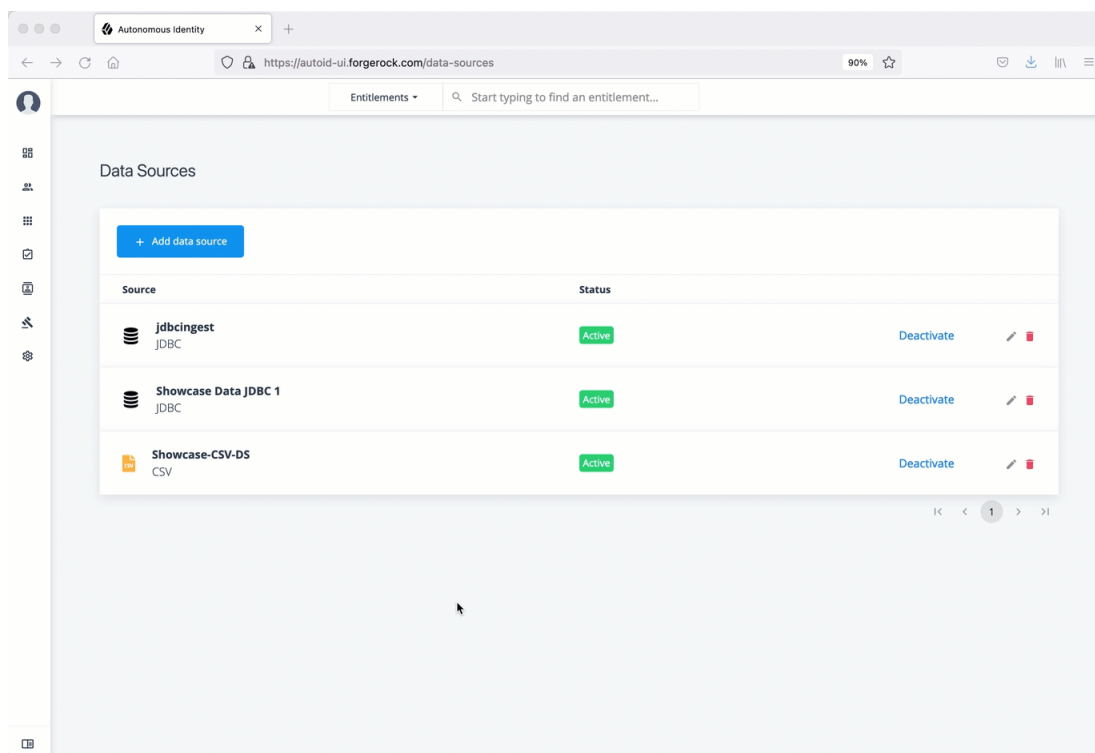 Autonomous Identity
https://autoid-ui.forgerock.com/data-sources
90%
Entitlements
Start typing to find an entitlement...
Data Sources
+ Add data source
Source Status
jdbcingest
JDBC
Active
Deactivate
Showcase Data JDBC 1
JDBC
Active
Deactivate
CSV
Showcase-CSV-DS
CSV
Active
Deactivate
1